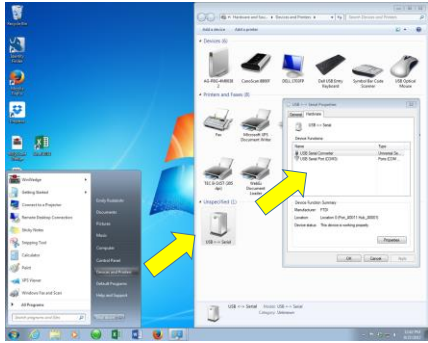 Recycle Bin
Hardware and Sou...
Devices and Printers
Search Devices and Printers
Add a device
Add a printer
Devices (6)
CanoScan 8800F
DELL J705FP
Dell USB Entry
Keyboard
Symbol Bar Code
Scanner
USB Optical
Mouse
Printers and Faxes (8)
Fax
Microsoft XPS
Document Writer
Document
Loader
Unspecified (1)
USB <-> Serial
USB <-> Serial Properties
General
Hardware
USB <-> Serial
Device Functions:
Name
Type
USB Serial Converter
Universal Se...
USB Serial Port (COM3)
Ports (COM...
Device Function Summary
Manufacturer:
FTDI
Location:
Device status:
This device is working properly.
Properties
OK
Cancel
Apply
WinWedge
Getting Started
Connect to a Projector
Remote Desktop Connection
Sticky Notes
Snipping Tool
Calculator
Paint
XPS Viewer
Windows Fax and Scan
All Programs
Search programs and files
Documents
Pictures
Music
Computer
Control Panel
Devices and Printers
Default Programs
Help and Support
USB <-> Serial
Model: USB <-> Serial
Category: Unknown